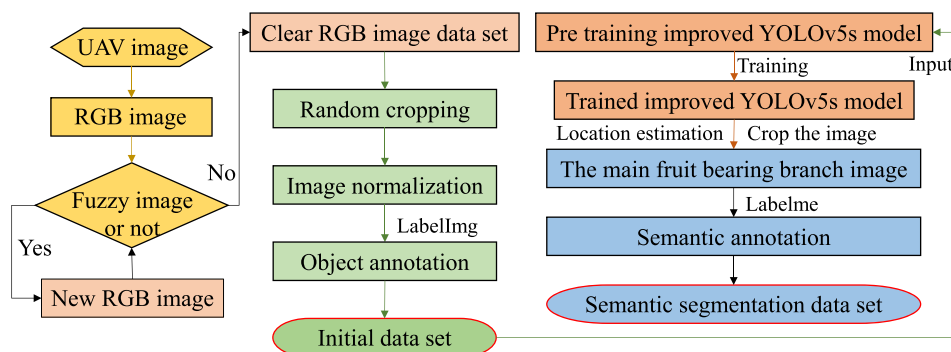 UAV image
RGB image
Fuzzy image
or not
Yes
No
New RGB image
Clear RGB image data set
Random cropping
Image normalization
LabelImg
Object annotation
Initial data set
Pre training improved YOLOv5s model
Input
Training
Trained improved YOLOv5s model
Location estimation
Crop the image
The main fruit bearing branch image
Labelme
Semantic annotation
Semantic segmentation data set